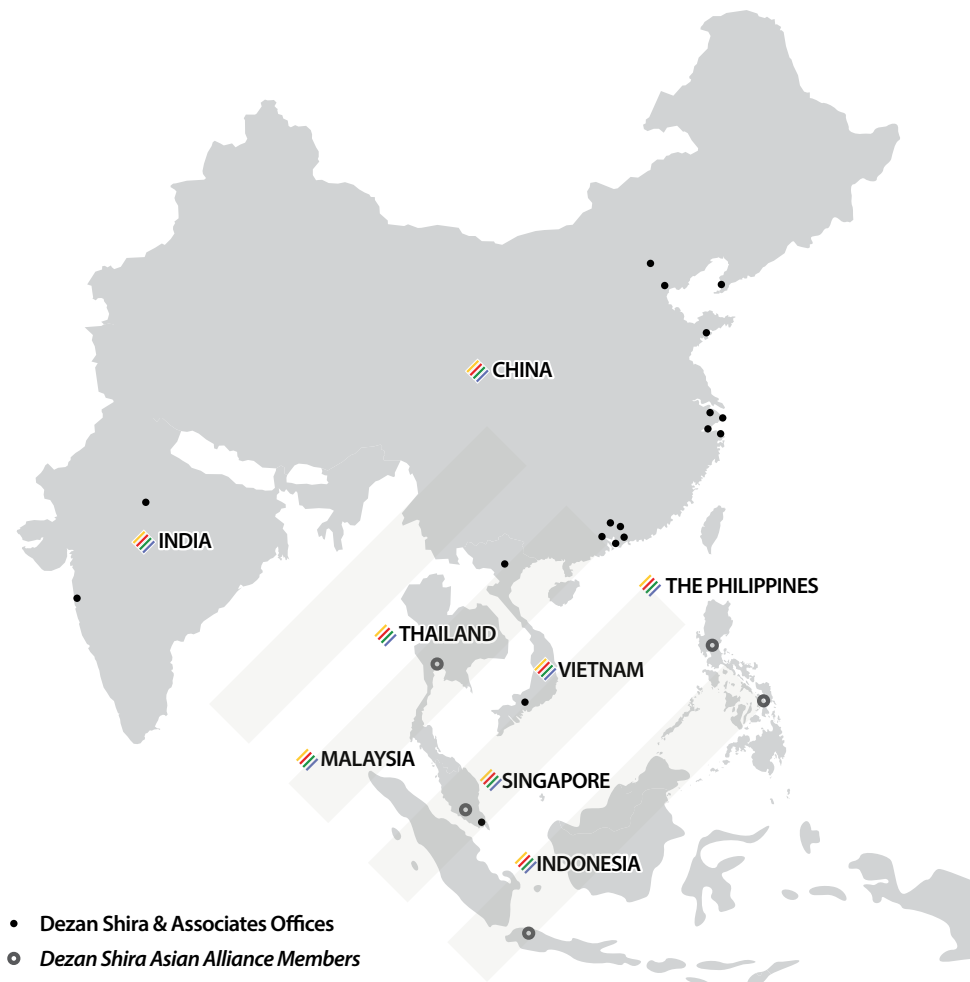 CHINA
INDIA
THE PHILIPPINES
THAILAND
VIETNAM
MALAYSIA
SINGAPORE
INDONESIA
Dezan Shira & Associates Offices
Dezan Shira Asian Alliance Members